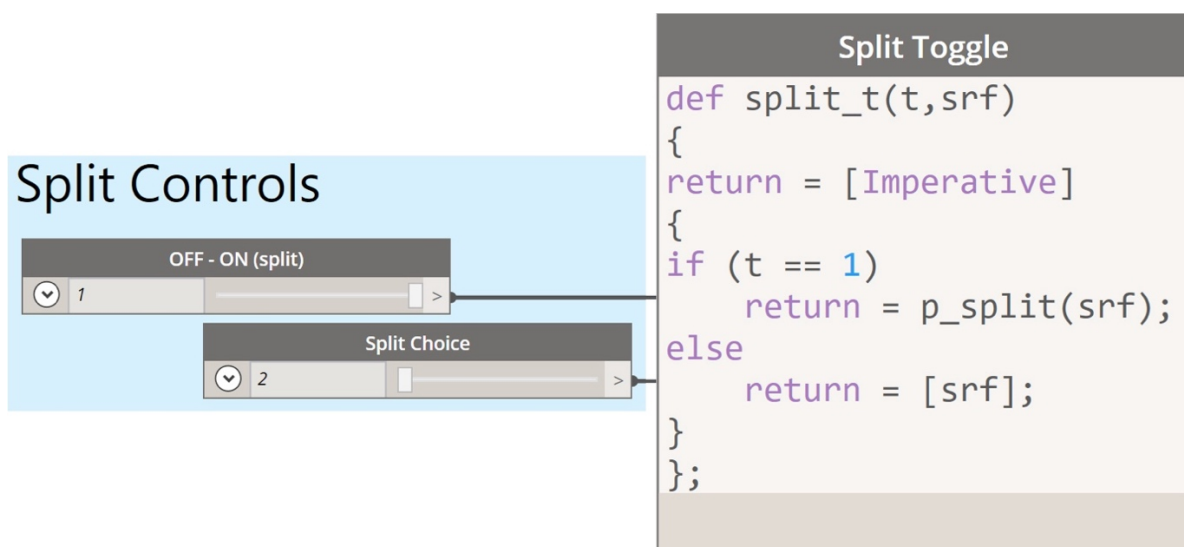 Split Controls
OFF - ON (split)
1
>
Split Choice
2
>
Split Toggle
def split_t(t,srf)
{
return = [Imperative]
{
if (t == 1)
    return = p_split(srf);
else
    return = [srf];
}
};